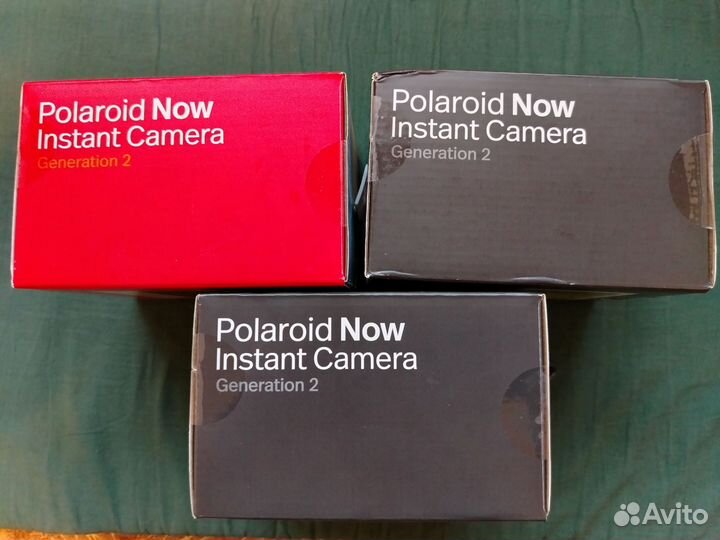 Polaroid Now
Instant Camera
Generation 2
Polaroid Now
Instant Camera
Generation 2
Polaroid Now
Instant Camera
Generation 2
Avito